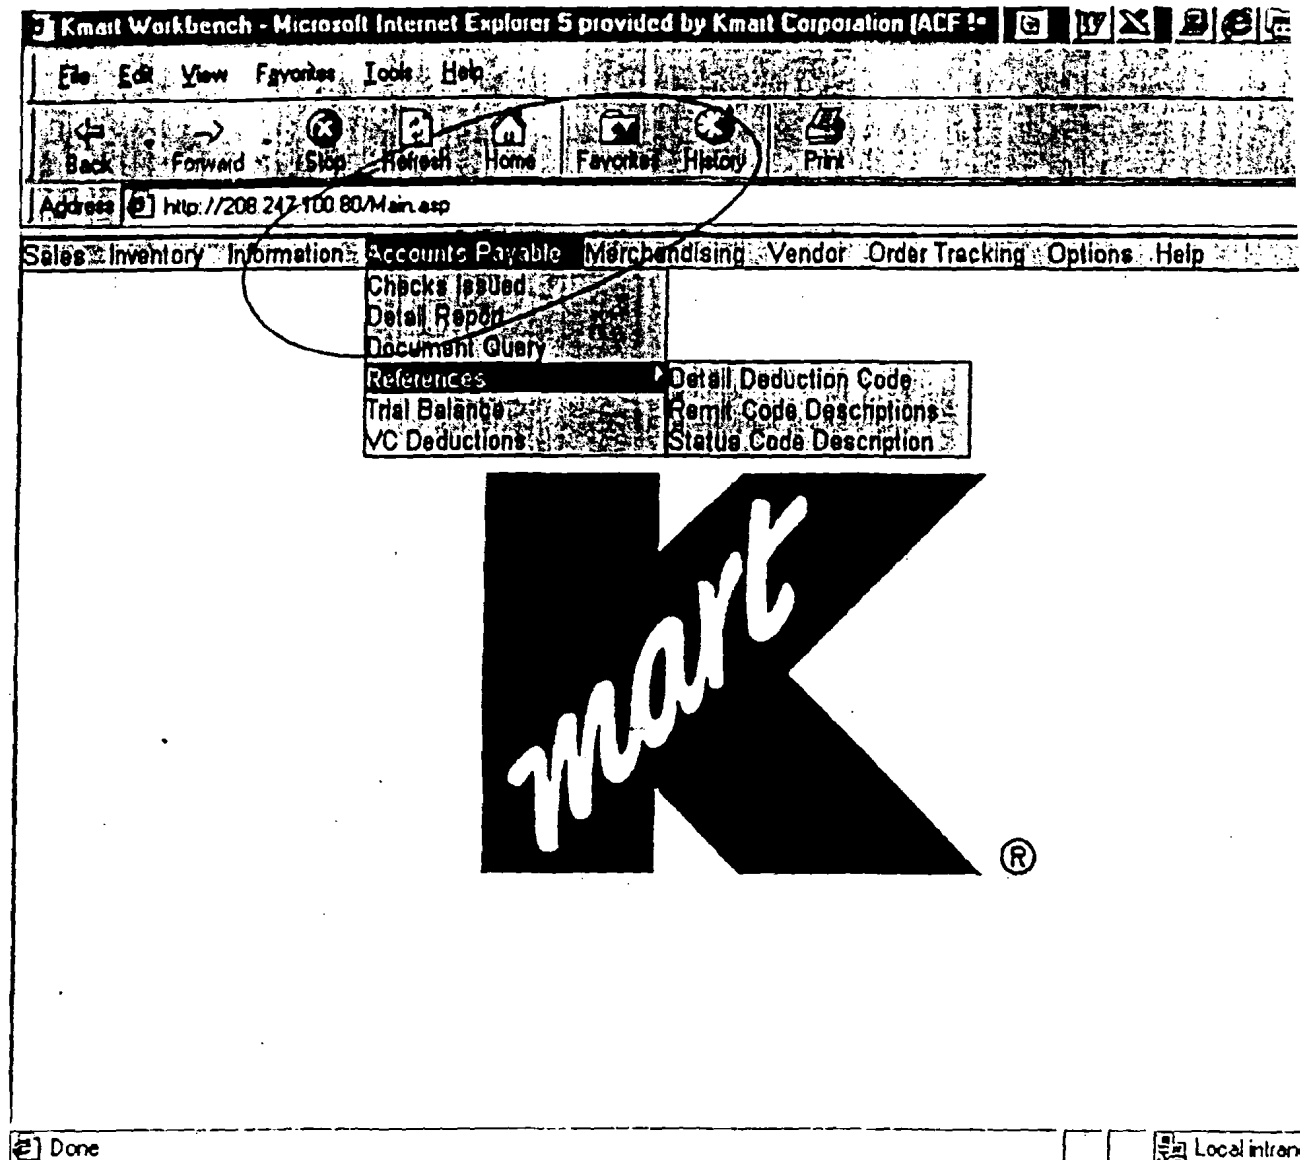 Kmart Workbench - Microsoft Internet Explorer 5 provided by Kmart Corporation (ACF
File Edit View Favorites Tools Help
Back Forward Stop Refresh Home Favorites History Print
Address http://208.247.100.80/Main.asp
Sales Inventory Information Accounts Payable Merchandising Vendor Order Tracking Options Help
Checks Issued
Detail Report
Document Query
References Detail Deduction Code
Trial Balance Remit Code Descriptions
VC Deductions Status Code Description
K
mart
®
Done Local intran